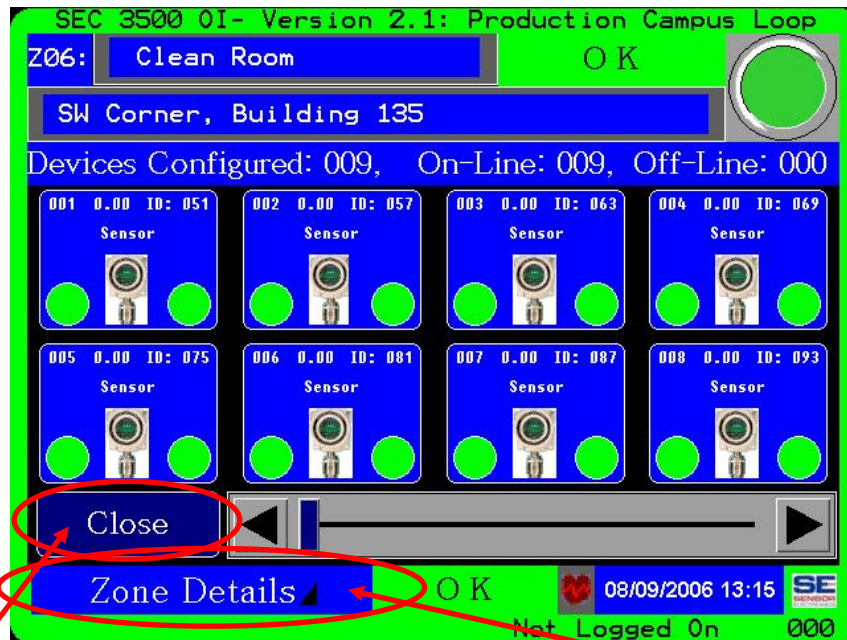 SEC 3500 OI- Version 2.1: Production Campus Loop
Z06: Clean Room OK
SW Corner, Building 135
Devices Configured: 009, On-Line: 009, Off-Line: 000
001 0.00 ID: 051 002 0.00 ID: 057 003 0.00 ID: 063 004 0.00 ID: 069
Sensor Sensor Sensor Sensor
005 0.00 ID: 075 006 0.00 ID: 081 007 0.00 ID: 087 008 0.00 ID: 093
Sensor Sensor Sensor Sensor
Close
Zone Details OK 08/09/2006 13:15 SE
SENSOR
Not Logged On 000